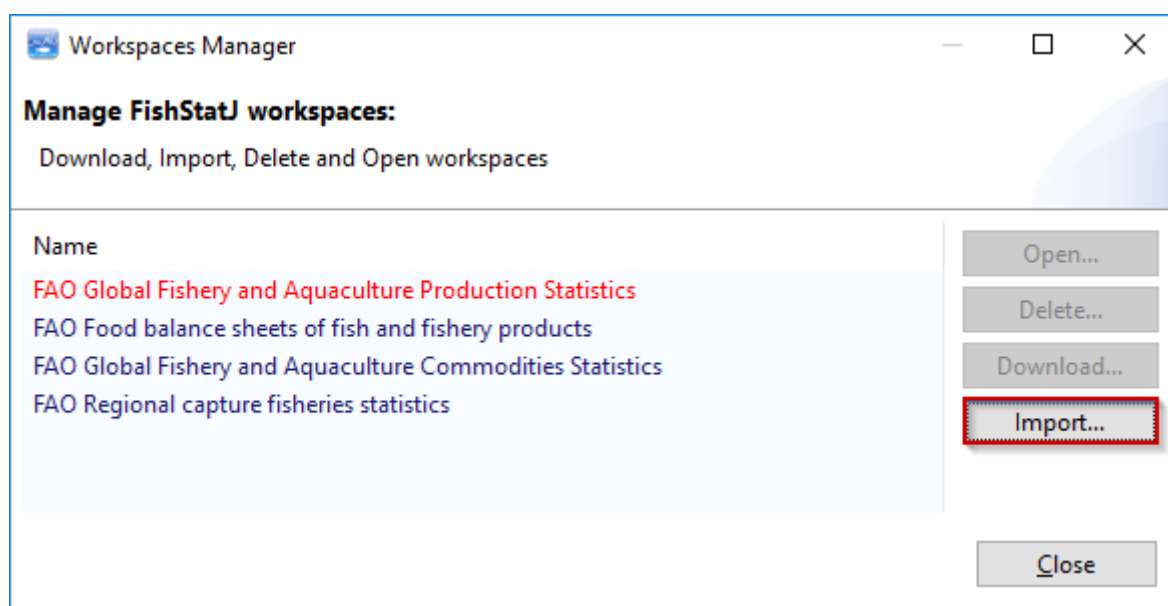 Workspaces Manager
Manage FishStatJ workspaces:
Download, Import, Delete and Open workspaces
Name
FAO Global Fishery and Aquaculture Production Statistics
FAO Food balance sheets of fish and fishery products
FAO Global Fishery and Aquaculture Commodities Statistics
FAO Regional capture fisheries statistics
Open...
Delete...
Download...
Import...
Close